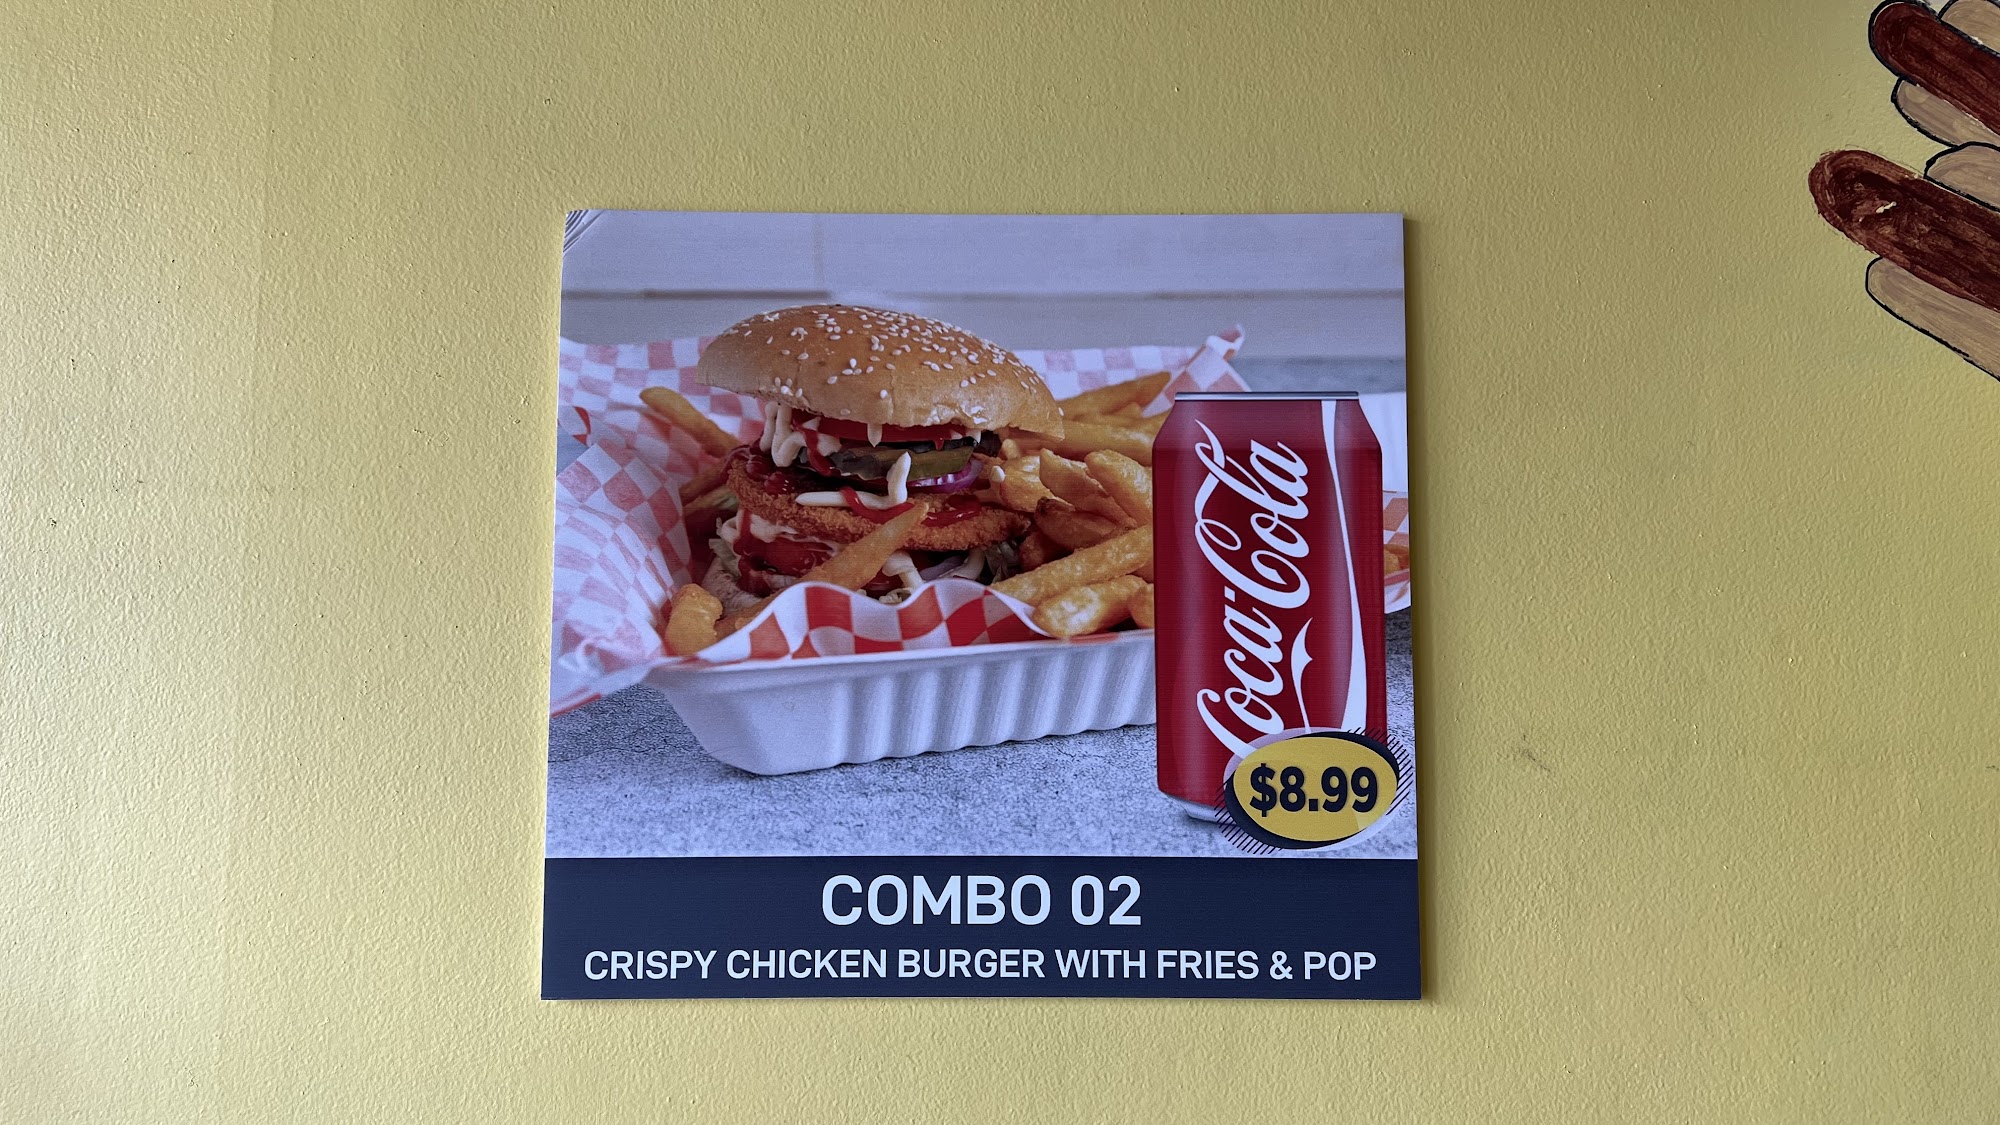 Coca-Cola
$8.99
COMBO 02
CRISPY CHICKEN BURGER WITH FRIES & POP